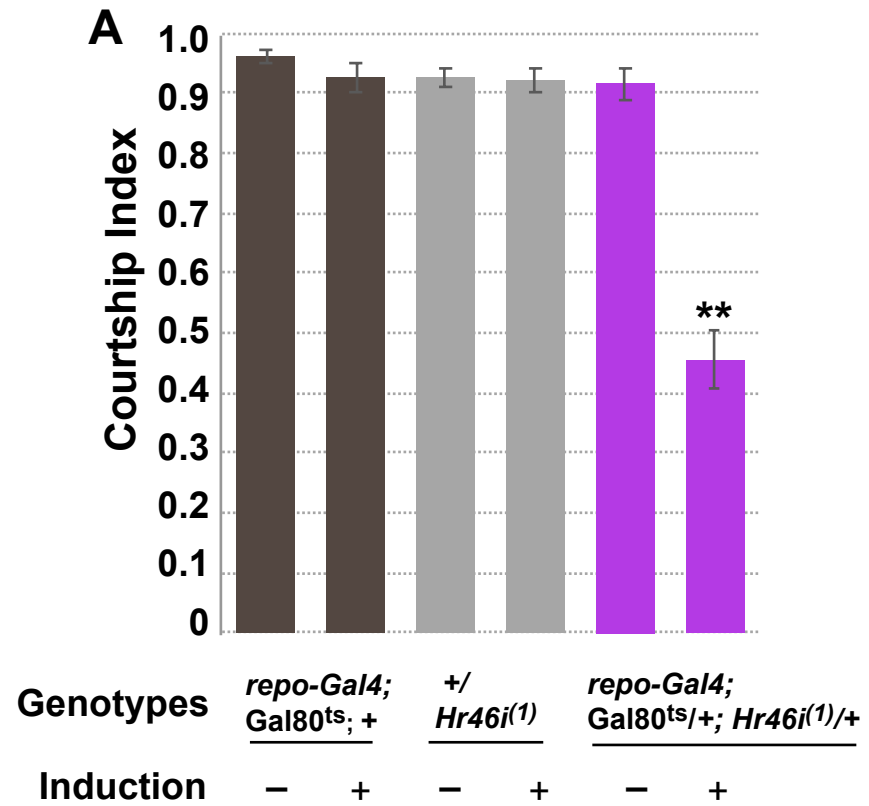 A
Courtship Index
1.0
0.9
0.8
0.7
0.6
0.5
0.4
0.3
0.2
0.1
0
**
Genotypes
repo-Gal4;
Gal80ts; +
+/
Hr46i(1)
repo-Gal4;
Gal80ts/+; Hr46i(1)/+
Induction − + − + − +